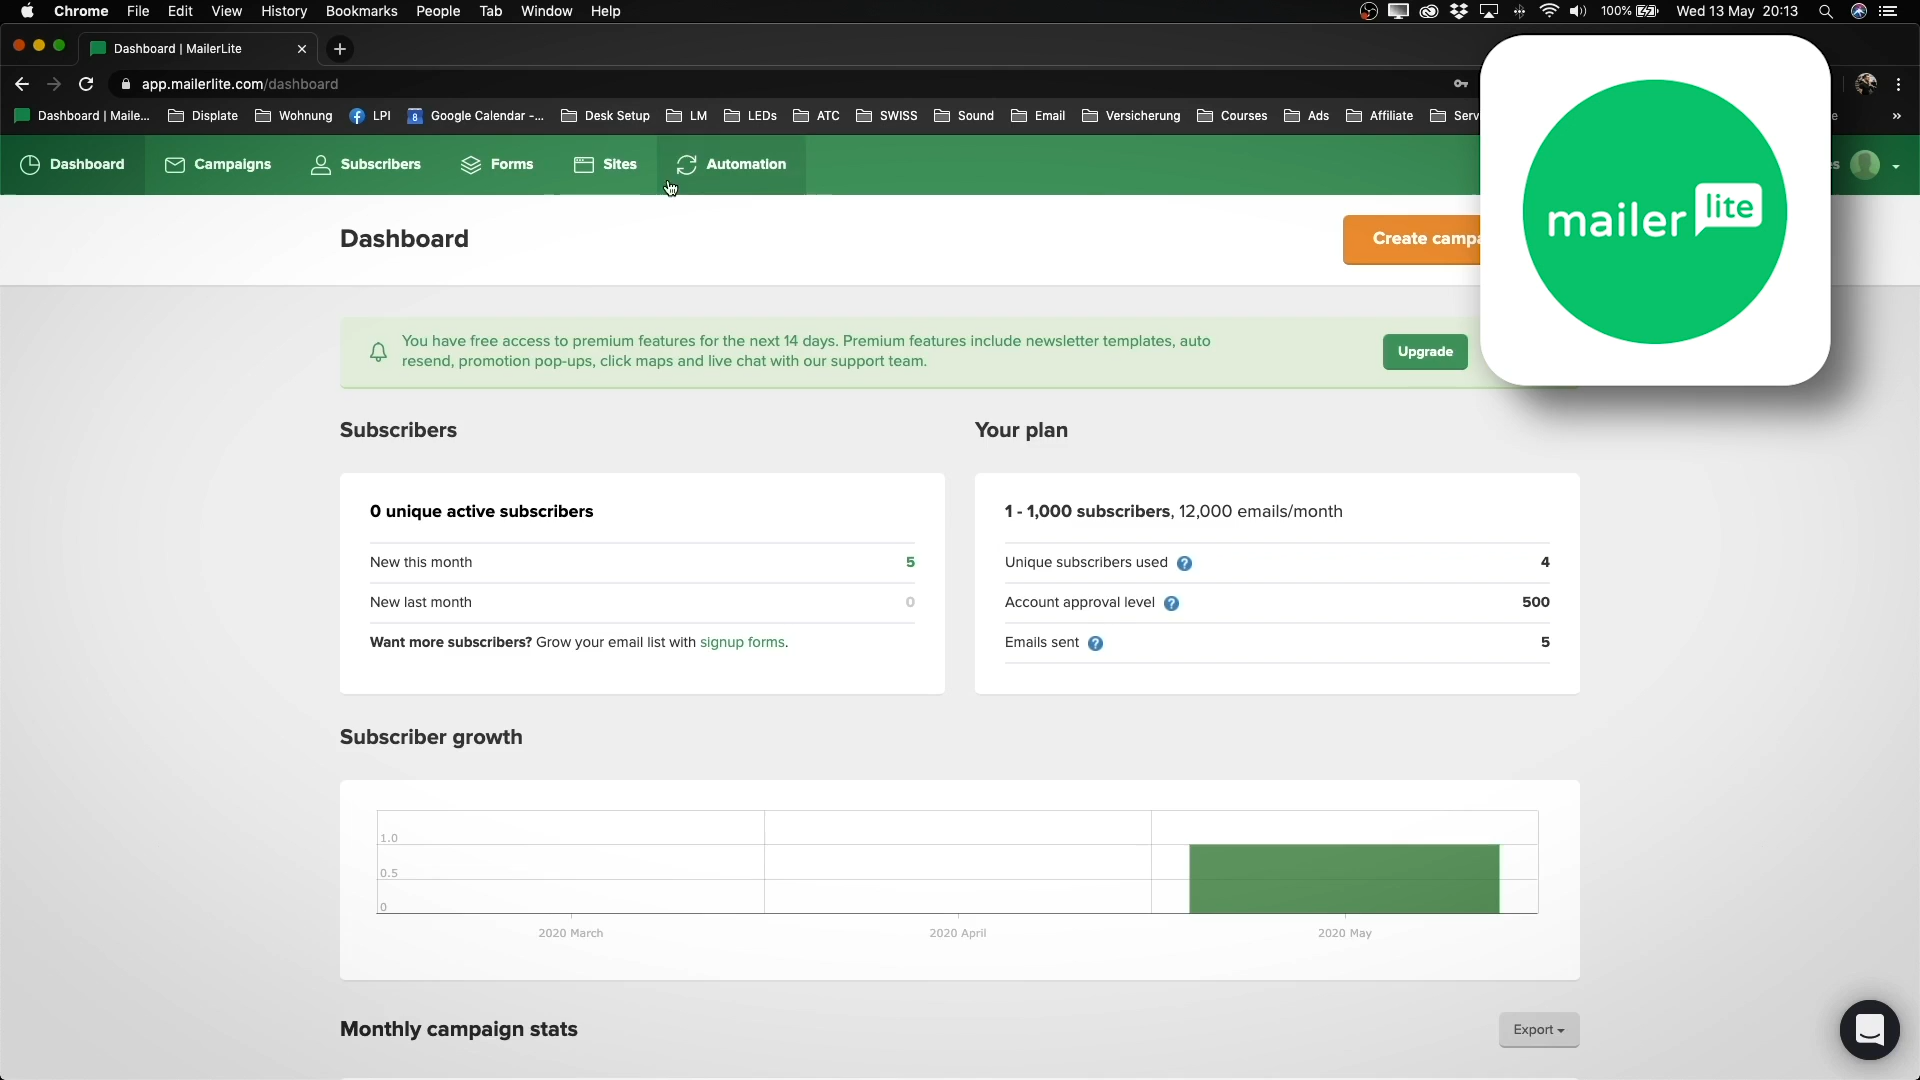 Chrome File Edit View History Bookmarks People Tab Window Help 100% Wed 13 May 20:13
Dashboard | MailerLite
app.mailerlite.com/dashboard
Dashboard | Maile... Displate Wohnung LPI 8 Google Calendar -... Desk Setup LM LEDs ATC SWISS Sound Email Versicherung Courses Ads Affiliate Serv »
Dashboard Campaigns Subscribers Forms Sites Automation
mailer lite
Dashboard
Create campa
You have free access to premium features for the next 14 days. Premium features include newsletter templates, auto
resend, promotion pop-ups, click maps and live chat with our support team.
Upgrade
Subscribers
Your plan
0 unique active subscribers
New this month 5
New last month 0
Want more subscribers? Grow your email list with signup forms.
1 - 1,000 subscribers, 12,000 emails/month
Unique subscribers used ? 4
Account approval level ? 500
Emails sent ? 5
Subscriber growth
1.0
0.5
0
2020 March 2020 April 2020 May
Monthly campaign stats
Export